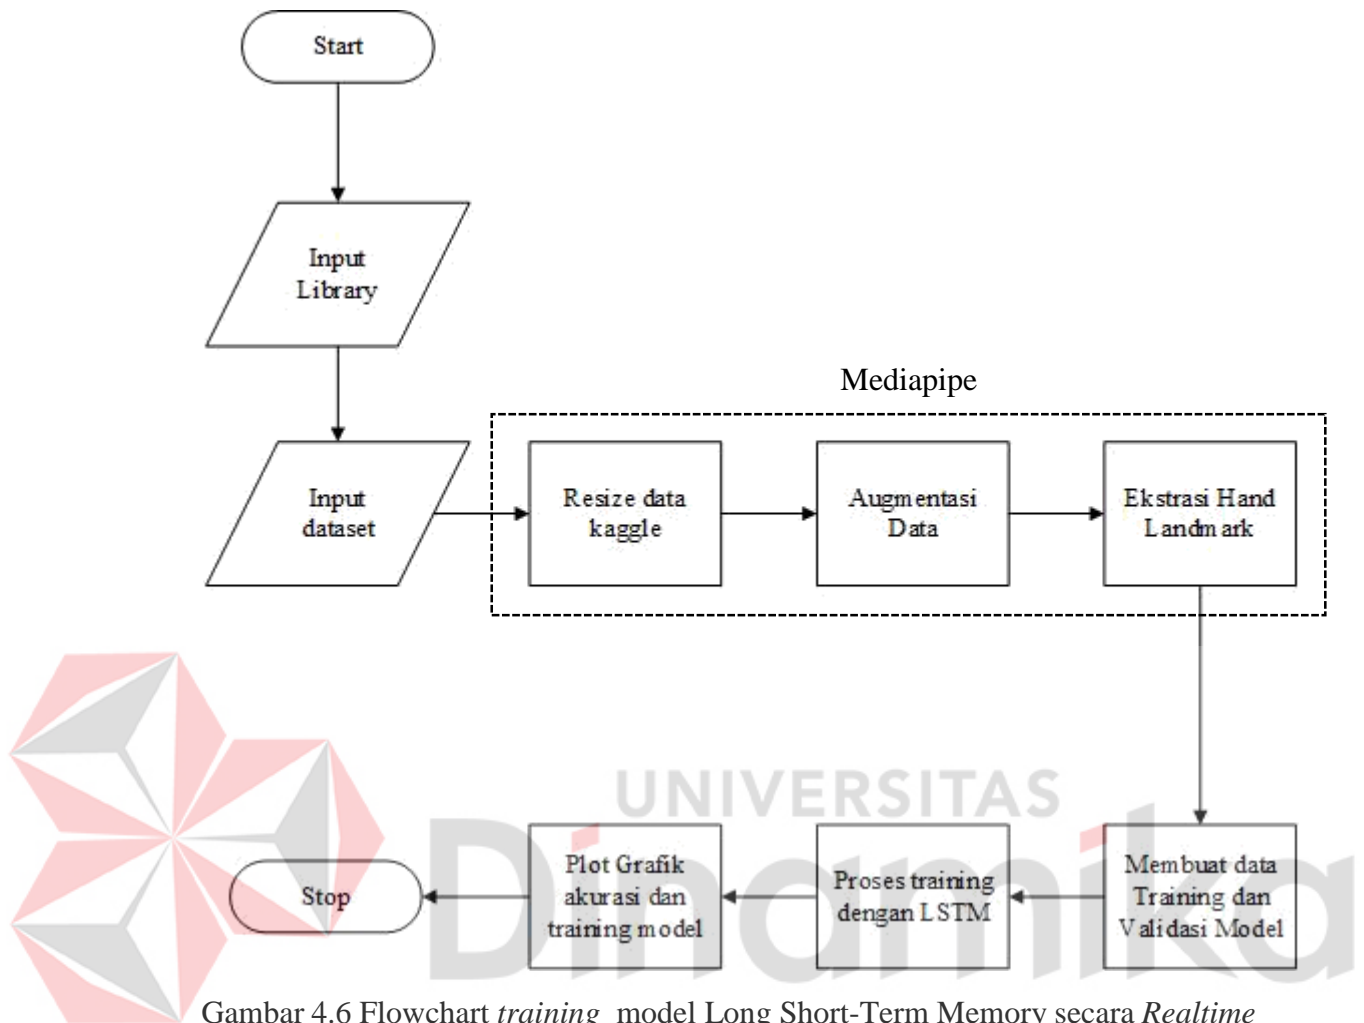 Start
Input
Library
Mediapipe
Input
dataset
Resize data
kaggle
Augmentasi
Data
Ekstrasi Hand
Landmark
UNIVERSITAS
Dinamika
Stop
Plot Grafik
akurasi dan
training model
Proses training
dengan LSTM
Membuat data
Training dan
Validasi Model
Gambar 4.6 Flowchart training model Long Short-Term Memory secara Realtime